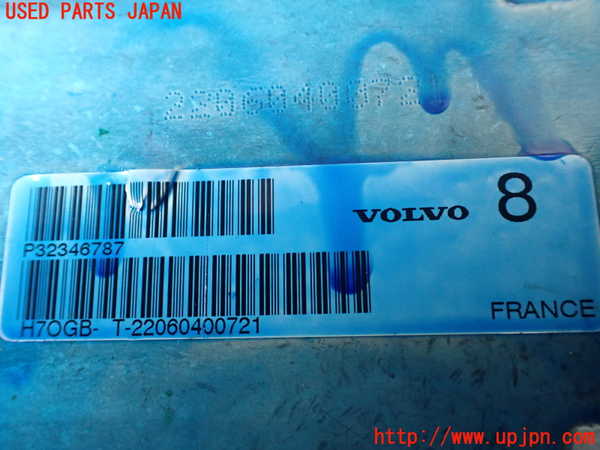 USED PARTS JAPAN
P32346787
VOLVO 8
H7OGB- T-22060400721
FRANCE
http://www.upjpn.com/